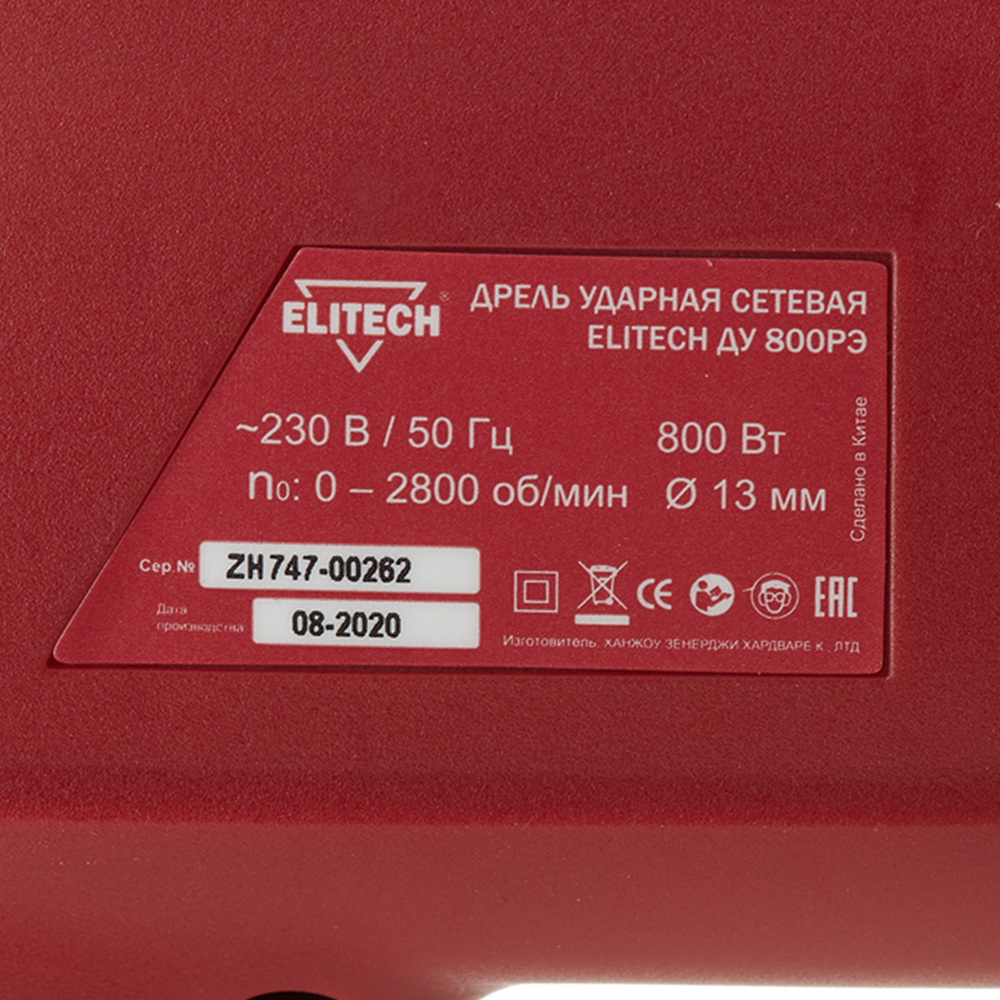 ELITECH®
ДРЕЛЬ УДАРНАЯ СЕТЕВАЯ
ELITECH ДУ 800РЭ
~230 В / 50 Гц 800 Вт
n₀: 0 – 2800 об/мин Ø 13 мм
Сделано в Китае
Сер.№ ZH747-00262
Дата
производства 08-2020
CE EAC
Изготовитель: ХАНЖОУ ЗЕНЕРДЖИ ХАРДВАРЕ К . ЛТД